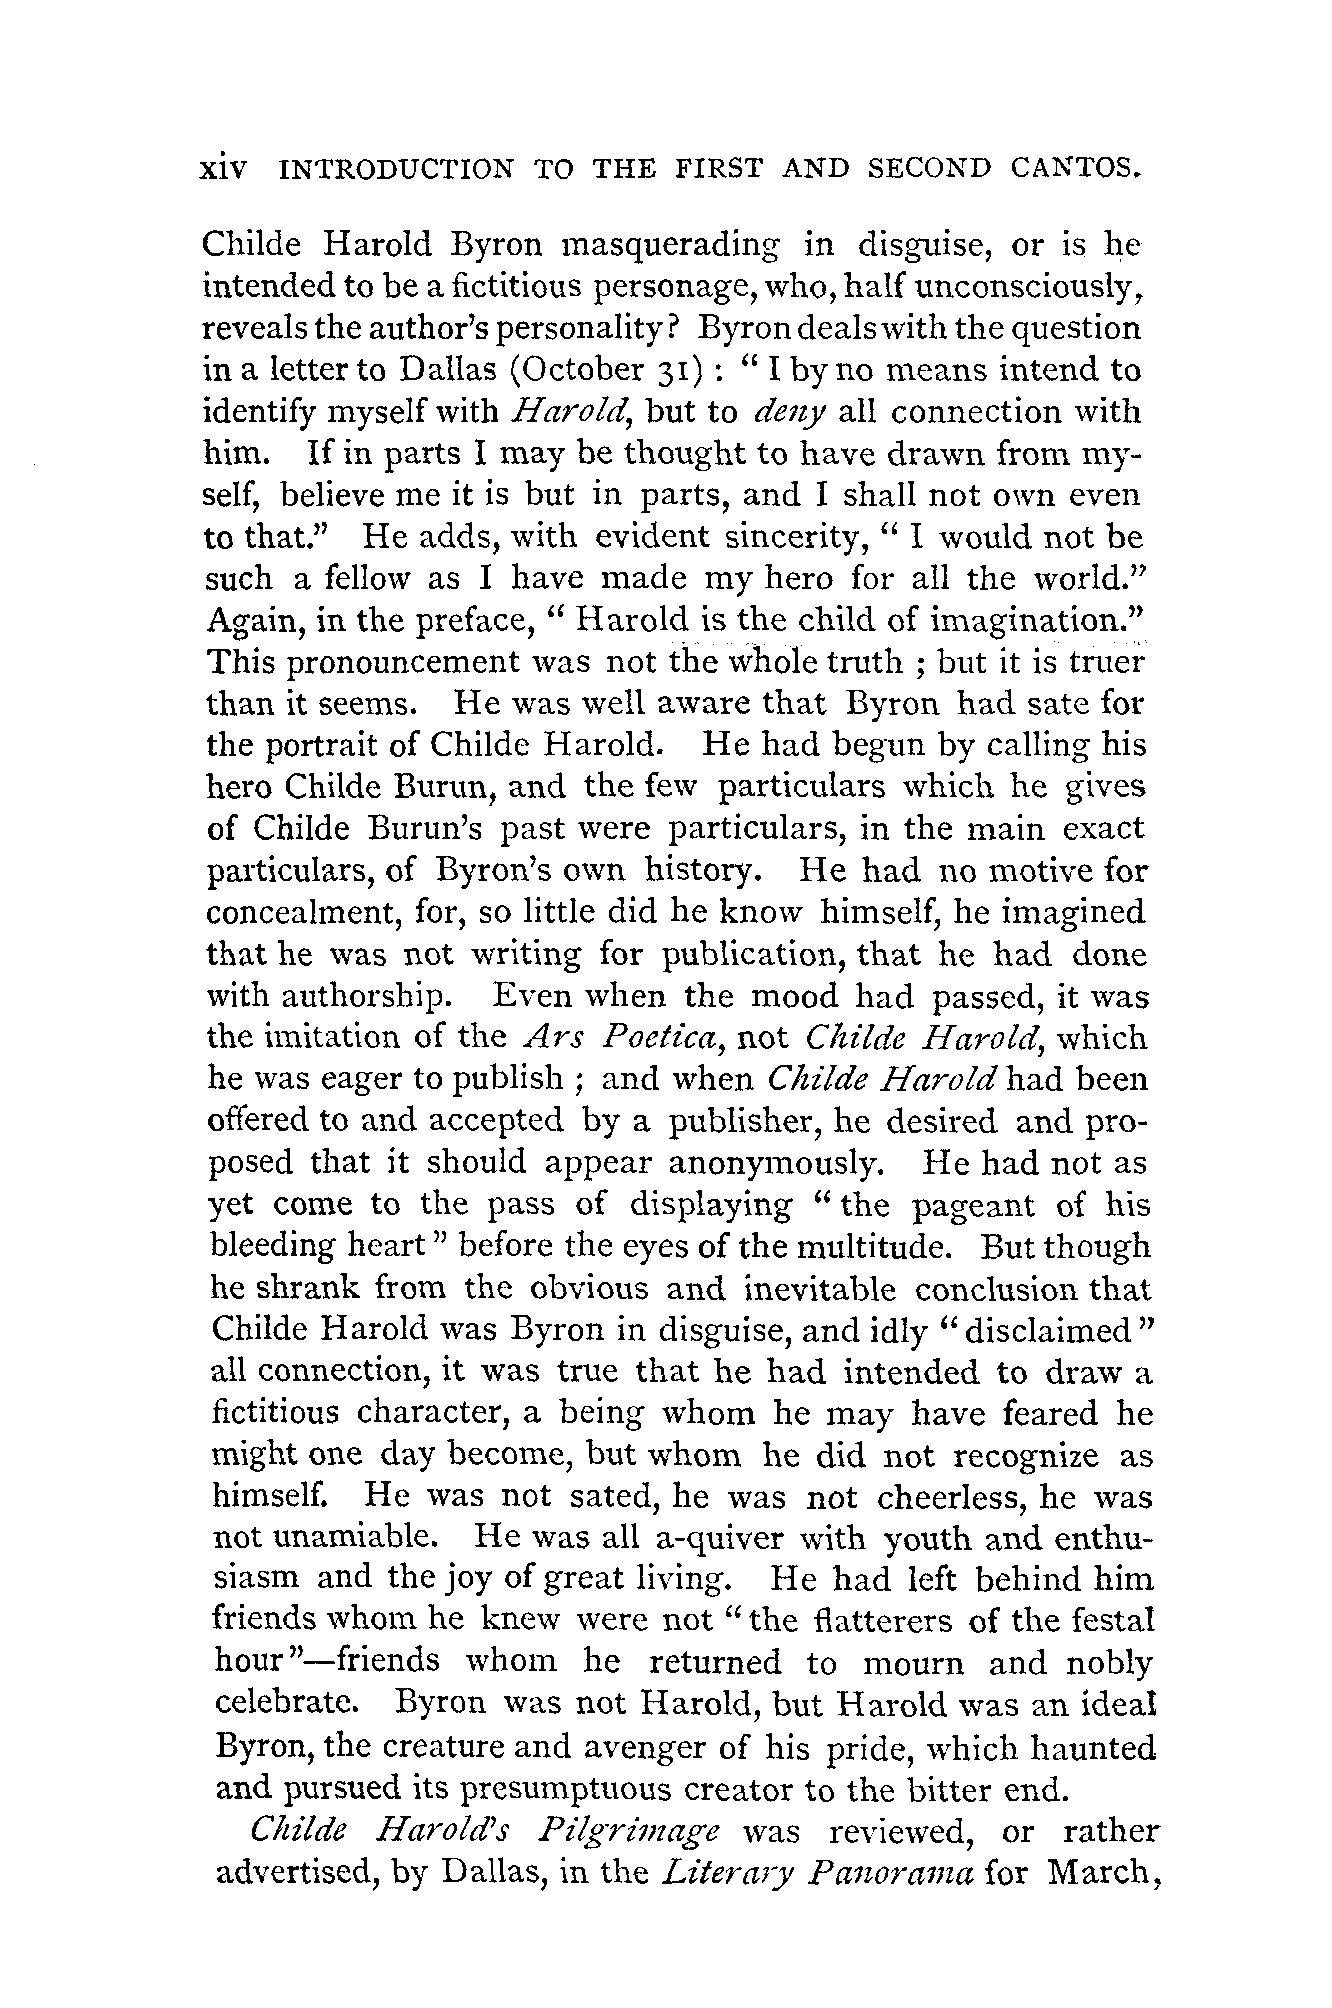 xiv INTRODUCTION TO THE FIRST AND SECOND CANTOS.
Childe Harold Byron masquerading in disguise, or is he
intended to be a fictitious personage, who, half unconsciously,
reveals the author's personality? Byron deals with the question
in a letter to Dallas (October 31) : “ I by no means intend to
identify myself with Harold, but to deny all connection with
him. If in parts I may be thought to have drawn from my-
self, believe me it is but in parts, and I shall not own even
to that.” He adds, with evident sincerity, “ I would not be
such a fellow as I have made my hero for all the world.”
Again, in the preface, “ Harold is the child of imagination.”
This pronouncement was not the whole truth ; but it is truer
than it seems. He was well aware that Byron had sate for
the portrait of Childe Harold. He had begun by calling his
hero Childe Burun, and the few particulars which he gives
of Childe Burun's past were particulars, in the main exact
particulars, of Byron's own history. He had no motive for
concealment, for, so little did he know himself, he imagined
that he was not writing for publication, that he had done
with authorship. Even when the mood had passed, it was
the imitation of the Ars Poetica, not Childe Harold, which
he was eager to publish ; and when Childe Harold had been
offered to and accepted by a publisher, he desired and pro-
posed that it should appear anonymously. He had not as
yet come to the pass of displaying “ the pageant of his
bleeding heart ” before the eyes of the multitude. But though
he shrank from the obvious and inevitable conclusion that
Childe Harold was Byron in disguise, and idly “ disclaimed ”
all connection, it was true that he had intended to draw a
fictitious character, a being whom he may have feared he
might one day become, but whom he did not recognize as
himself. He was not sated, he was not cheerless, he was
not unamiable. He was all a-quiver with youth and enthu-
siasm and the joy of great living. He had left behind him
friends whom he knew were not “ the flatterers of the festal
hour ”—friends whom he returned to mourn and nobly
celebrate. Byron was not Harold, but Harold was an ideal
Byron, the creature and avenger of his pride, which haunted
and pursued its presumptuous creator to the bitter end.
Childe Harold's Pilgrimage was reviewed, or rather
advertised, by Dallas, in the Literary Panorama for March,